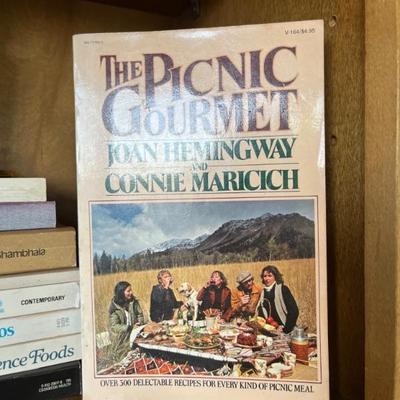 V-164/$4.95
THE PICNIC
GOURMET
JOAN HEMINGWAY
AND
CONNIE MARICICH
OVER 300 DELECTABLE RECIPES FOR EVERY KIND OF PICNIC MEAL
Shambhala
CONTEMPORARY
os
ence Foods